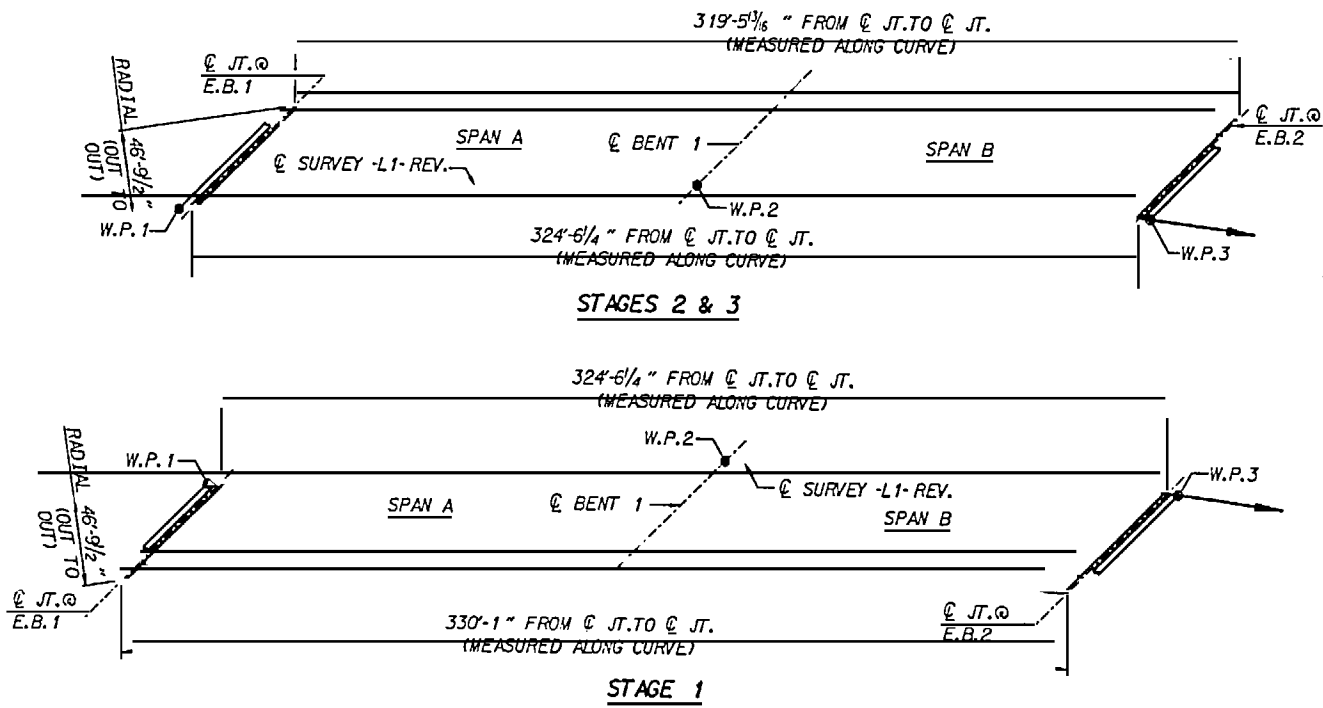 319'-5 13/16 " FROM ℄ JT. TO ℄ JT.
(MEASURED ALONG CURVE)
℄ JT. @
E.B.1
RADIAL
46'-9 1/2 "
(OUT TO
OUT)
SPAN A
℄ BENT 1
SPAN B
℄ JT. @
E.B.2
℄ SURVEY -L1- REV.
W.P.1
W.P.2
W.P.3
324'-6 1/4 " FROM ℄ JT. TO ℄ JT.
(MEASURED ALONG CURVE)
STAGES 2 & 3
324'-6 1/4 " FROM ℄ JT. TO ℄ JT.
(MEASURED ALONG CURVE)
RADIAL
46'-9 1/2 "
(OUT TO
OUT)
W.P.1
W.P.2
W.P.3
SPAN A
℄ BENT 1
℄ SURVEY -L1- REV.
SPAN B
℄ JT. @
E.B.1
℄ JT. @
E.B.2
330'-1 " FROM ℄ JT. TO ℄ JT.
(MEASURED ALONG CURVE)
STAGE 1